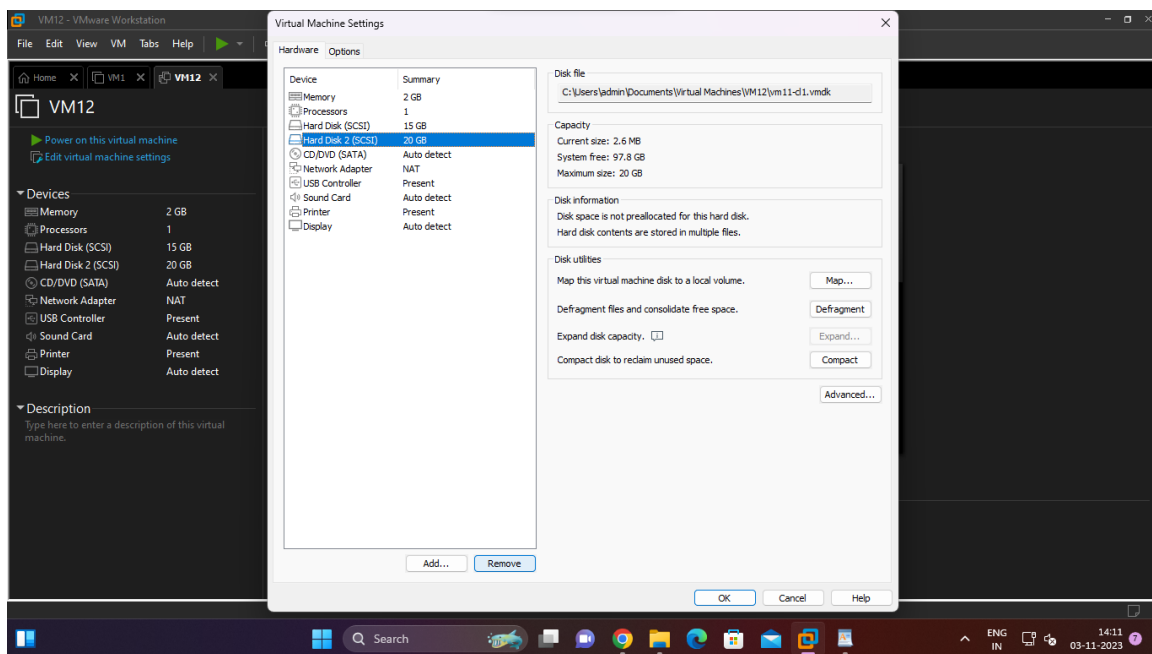 VM12 - VMware Workstation
File Edit View VM Tabs Help
Home VM1 VM12
VM12
Power on this virtual machine
Edit virtual machine settings
Devices
Memory 2 GB
Processors 1
Hard Disk (SCSI) 15 GB
Hard Disk 2 (SCSI) 20 GB
CD/DVD (SATA) Auto detect
Network Adapter NAT
USB Controller Present
Sound Card Auto detect
Printer Present
Display Auto detect
Description
Type here to enter a description of this virtual
machine.
Virtual Machine Settings
Hardware Options
Device Summary
Memory 2 GB
Processors 1
Hard Disk (SCSI) 15 GB
Hard Disk 2 (SCSI) 20 GB
CD/DVD (SATA) Auto detect
Network Adapter NAT
USB Controller Present
Sound Card Auto detect
Printer Present
Display Auto detect
Add... Remove
Disk file
C:\Users\admin\Documents\Virtual Machines\VM12\vm11-cl1.vmdk
Capacity
Current size: 2.6 MB
System free: 97.8 GB
Maximum size: 20 GB
Disk information
Disk space is not preallocated for this hard disk.
Hard disk contents are stored in multiple files.
Disk utilities
Map this virtual machine disk to a local volume. Map...
Defragment files and consolidate free space. Defragment
Expand disk capacity. Expand...
Compact disk to reclaim unused space. Compact
Advanced...
OK Cancel Help
Search
ENG
IN
14:11
03-11-2023
7